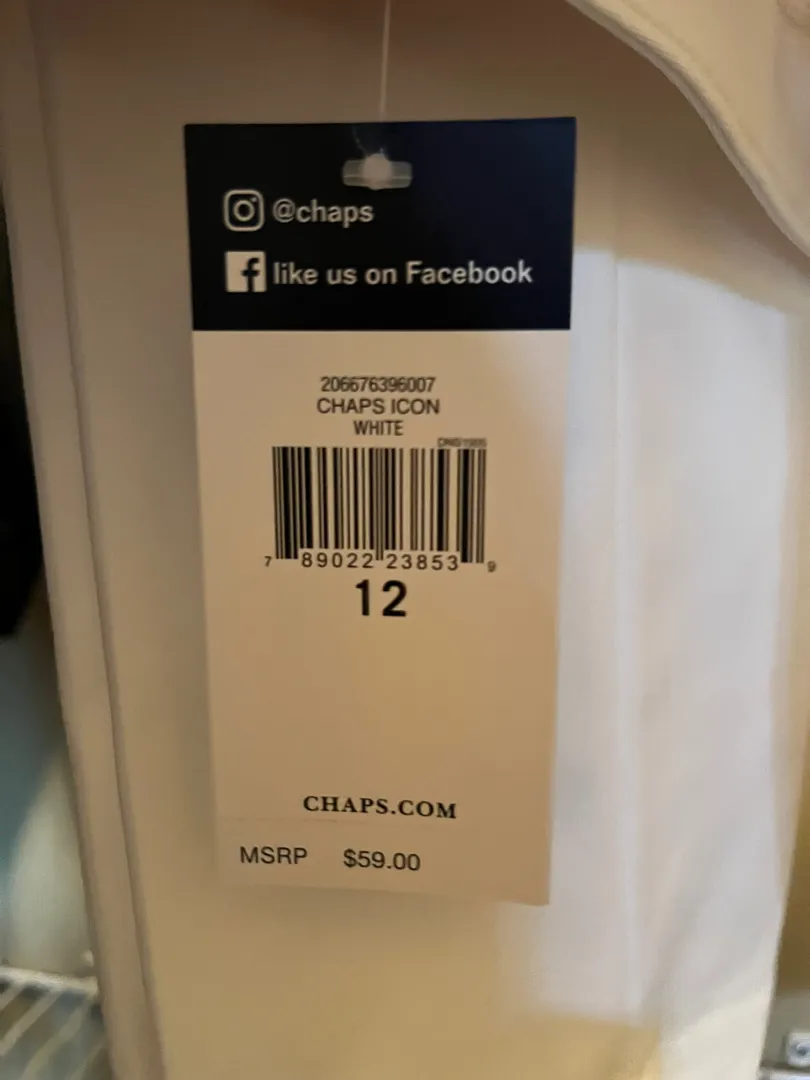 @chaps
like us on Facebook
206676396007
CHAPS ICON
WHITE
7 89022 23853 9
12
CHAPS.COM
MSRP $59.00